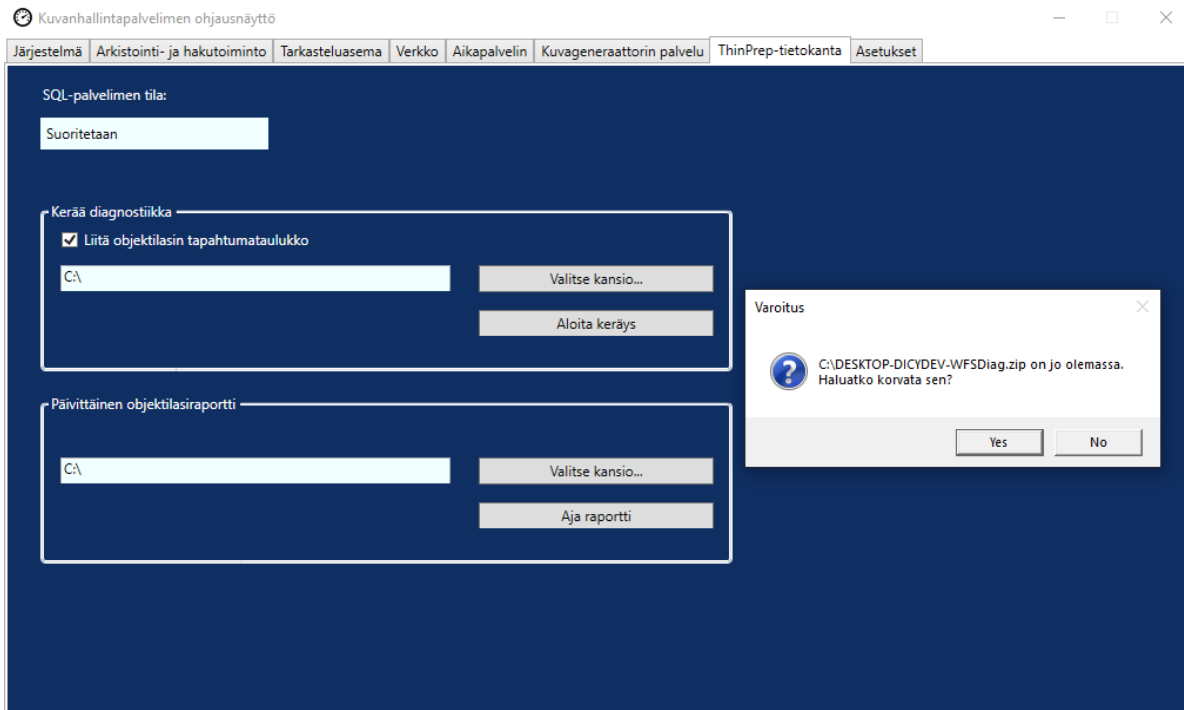 Kuvanhallintapalvelimen ohjausnäyttö
Järjestelmä Arkistointi- ja hakutoiminto Tarkasteluasema Verkko Aikapalvelin Kuvageneraattorin palvelu ThinPrep-tietokanta Asetukset
SQL-palvelimen tila:
Suoritetaan
Kerää diagnostiikka
Liitä objektilasin tapahtumataulukko
C:\ Valitse kansio...
Aloita keräys
Päivittäinen objektilasiraportti
C:\ Valitse kansio...
Aja raportti
Varoitus
C:\DESKTOP-DICYDEV-WFSDiag.zip on jo olemassa.
Haluatko korvata sen?
Yes No